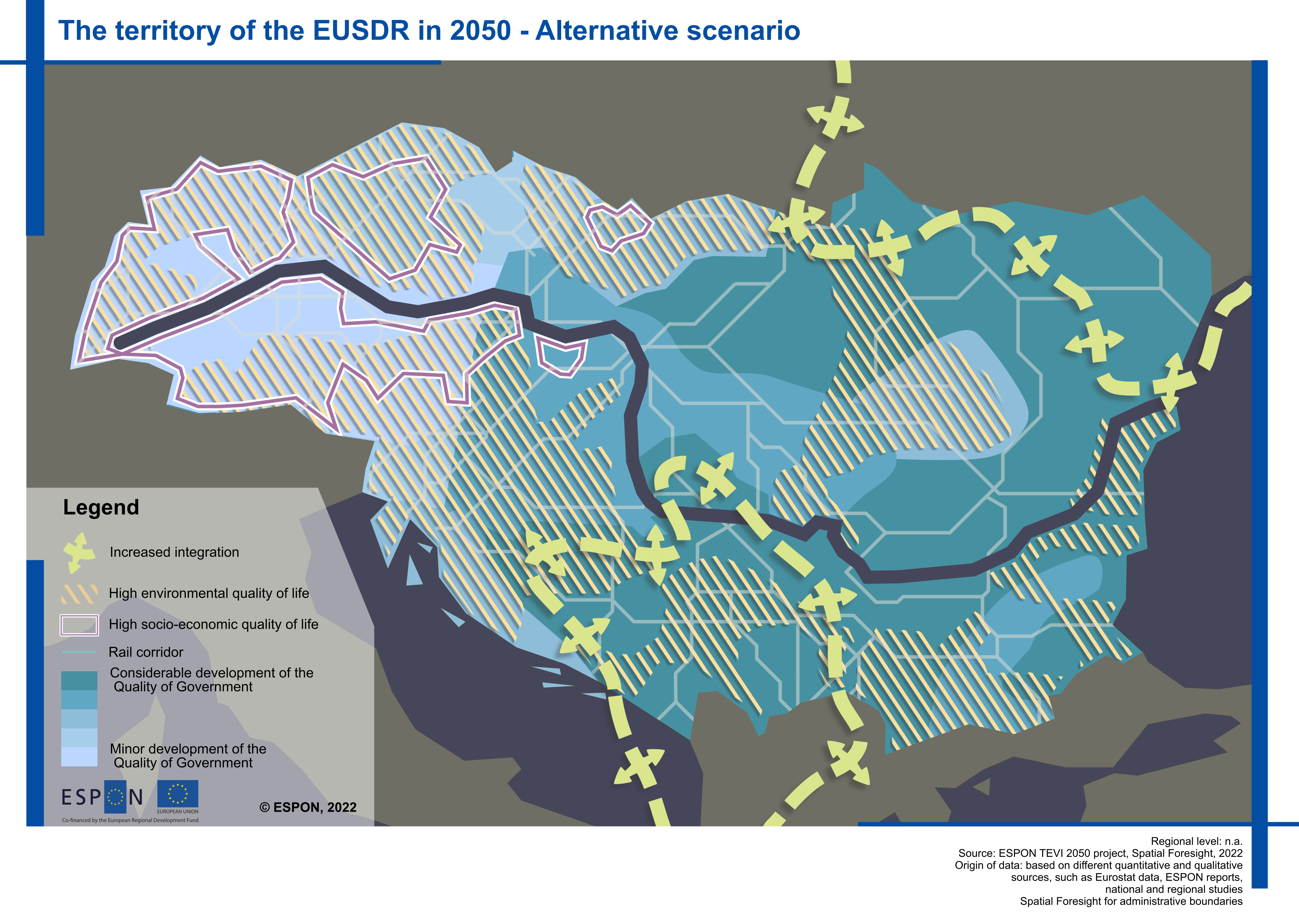 The territory of the EUSDR in 2050 - Alternative scenario
Legend
Increased integration
High environmental quality of life
High socio-economic quality of life
Rail corridor
Considerable development of the
Quality of Government
Minor development of the
Quality of Government
ESPON
EUROPEAN UNION
Co-financed by the European Regional Development Fund
© ESPON, 2022
Regional level: n.a.
Source: ESPON TEVI 2050 project, Spatial Foresight, 2022
Origin of data: based on different quantitative and qualitative
sources, such as Eurostat data, ESPON reports,
national and regional studies
Spatial Foresight for administrative boundaries